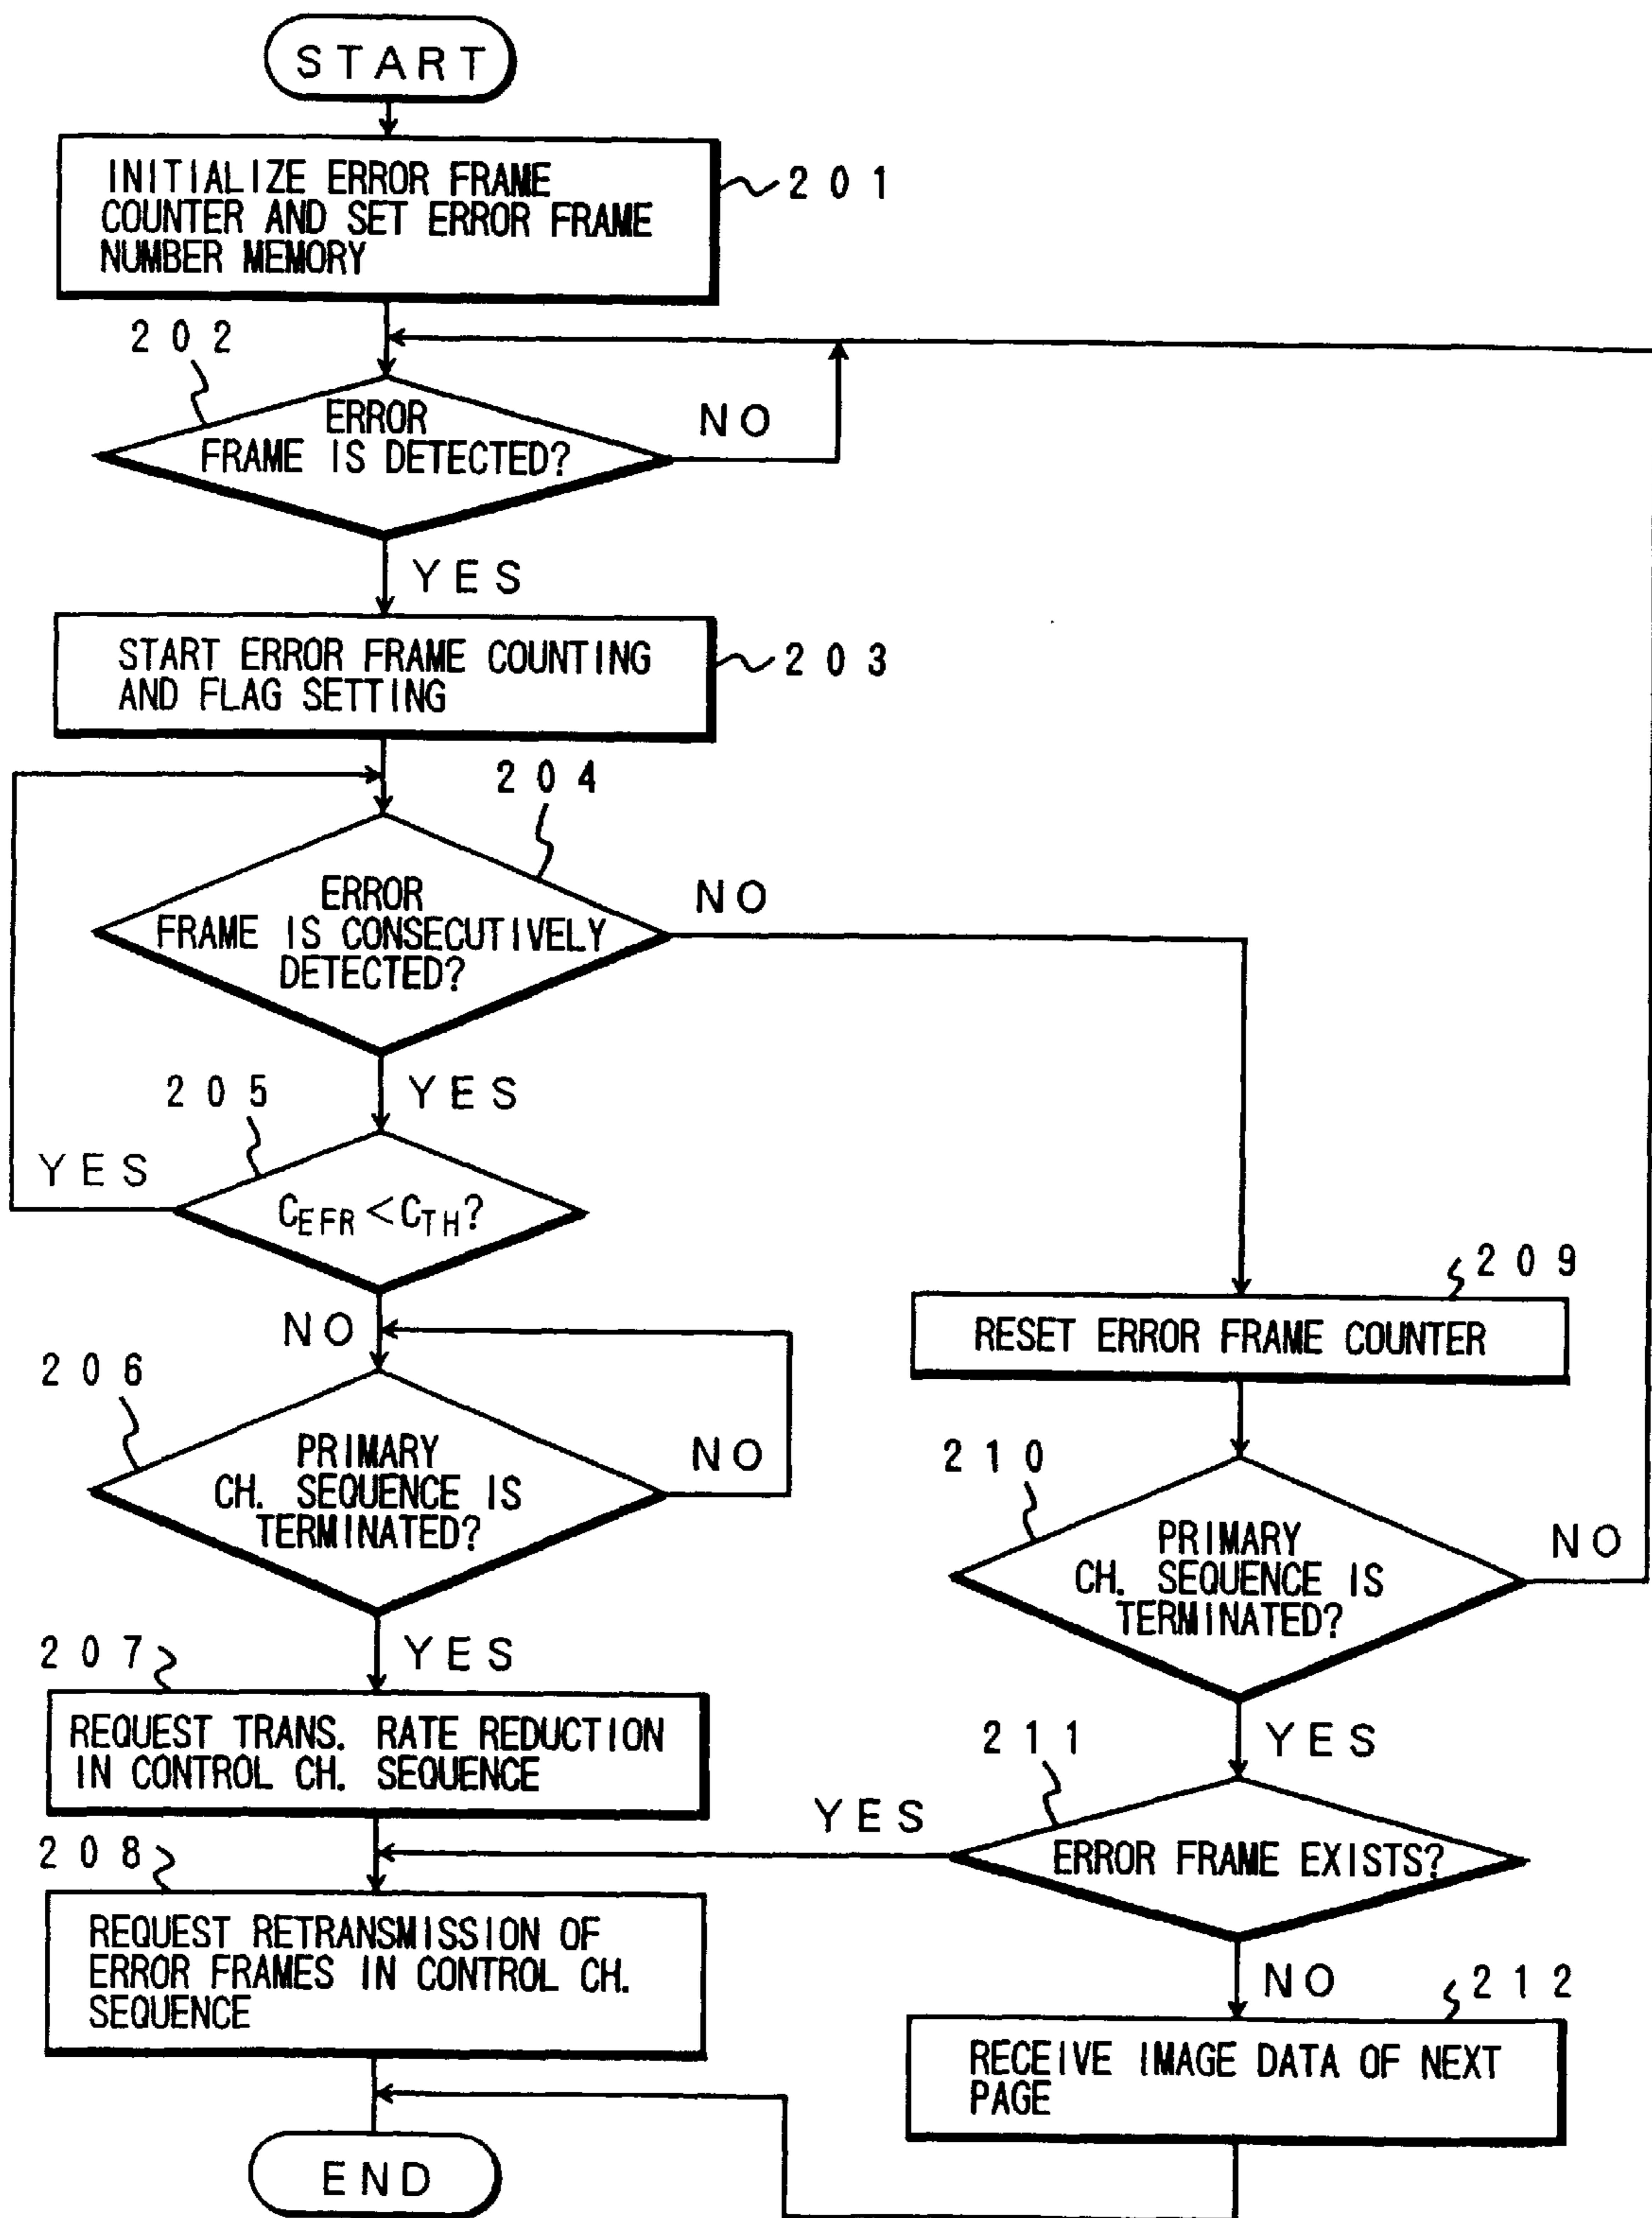 START
INITIALIZE ERROR FRAME
COUNTER AND SET ERROR FRAME
NUMBER MEMORY
201
202
ERROR
FRAME IS DETECTED?
NO
YES
START ERROR FRAME COUNTING
AND FLAG SETTING
203
204
ERROR
FRAME IS CONSECUTIVELY
DETECTED?
NO
YES
205
YES
CEFR<CTH?
NO
206
PRIMARY
CH. SEQUENCE IS
TERMINATED?
NO
YES
207
REQUEST TRANS. RATE REDUCTION
IN CONTROL CH. SEQUENCE
208
REQUEST RETRANSMISSION OF
ERROR FRAMES IN CONTROL CH.
SEQUENCE
END
209
RESET ERROR FRAME COUNTER
210
PRIMARY
CH. SEQUENCE IS
TERMINATED?
NO
YES
211
YES
ERROR FRAME EXISTS?
NO
212
RECEIVE IMAGE DATA OF NEXT
PAGE